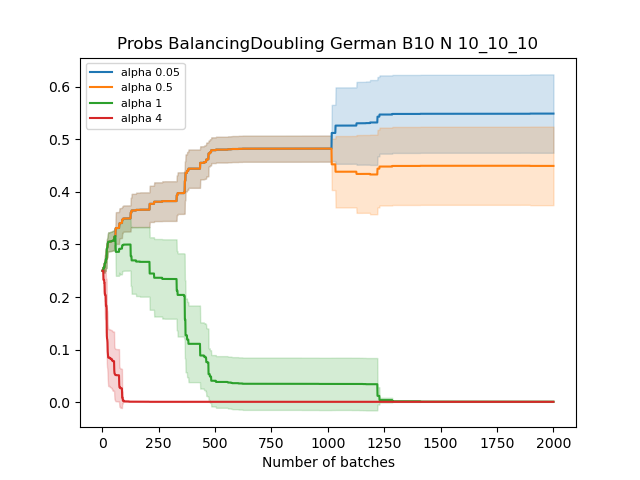 Probs BalancingDoubling German B10 N 10_10_10
alpha 0.05
alpha 0.5
alpha 1
alpha 4
0.6
0.5
0.4
0.3
0.2
0.1
0.0
0 250 500 750 1000 1250 1500 1750 2000
Number of batches